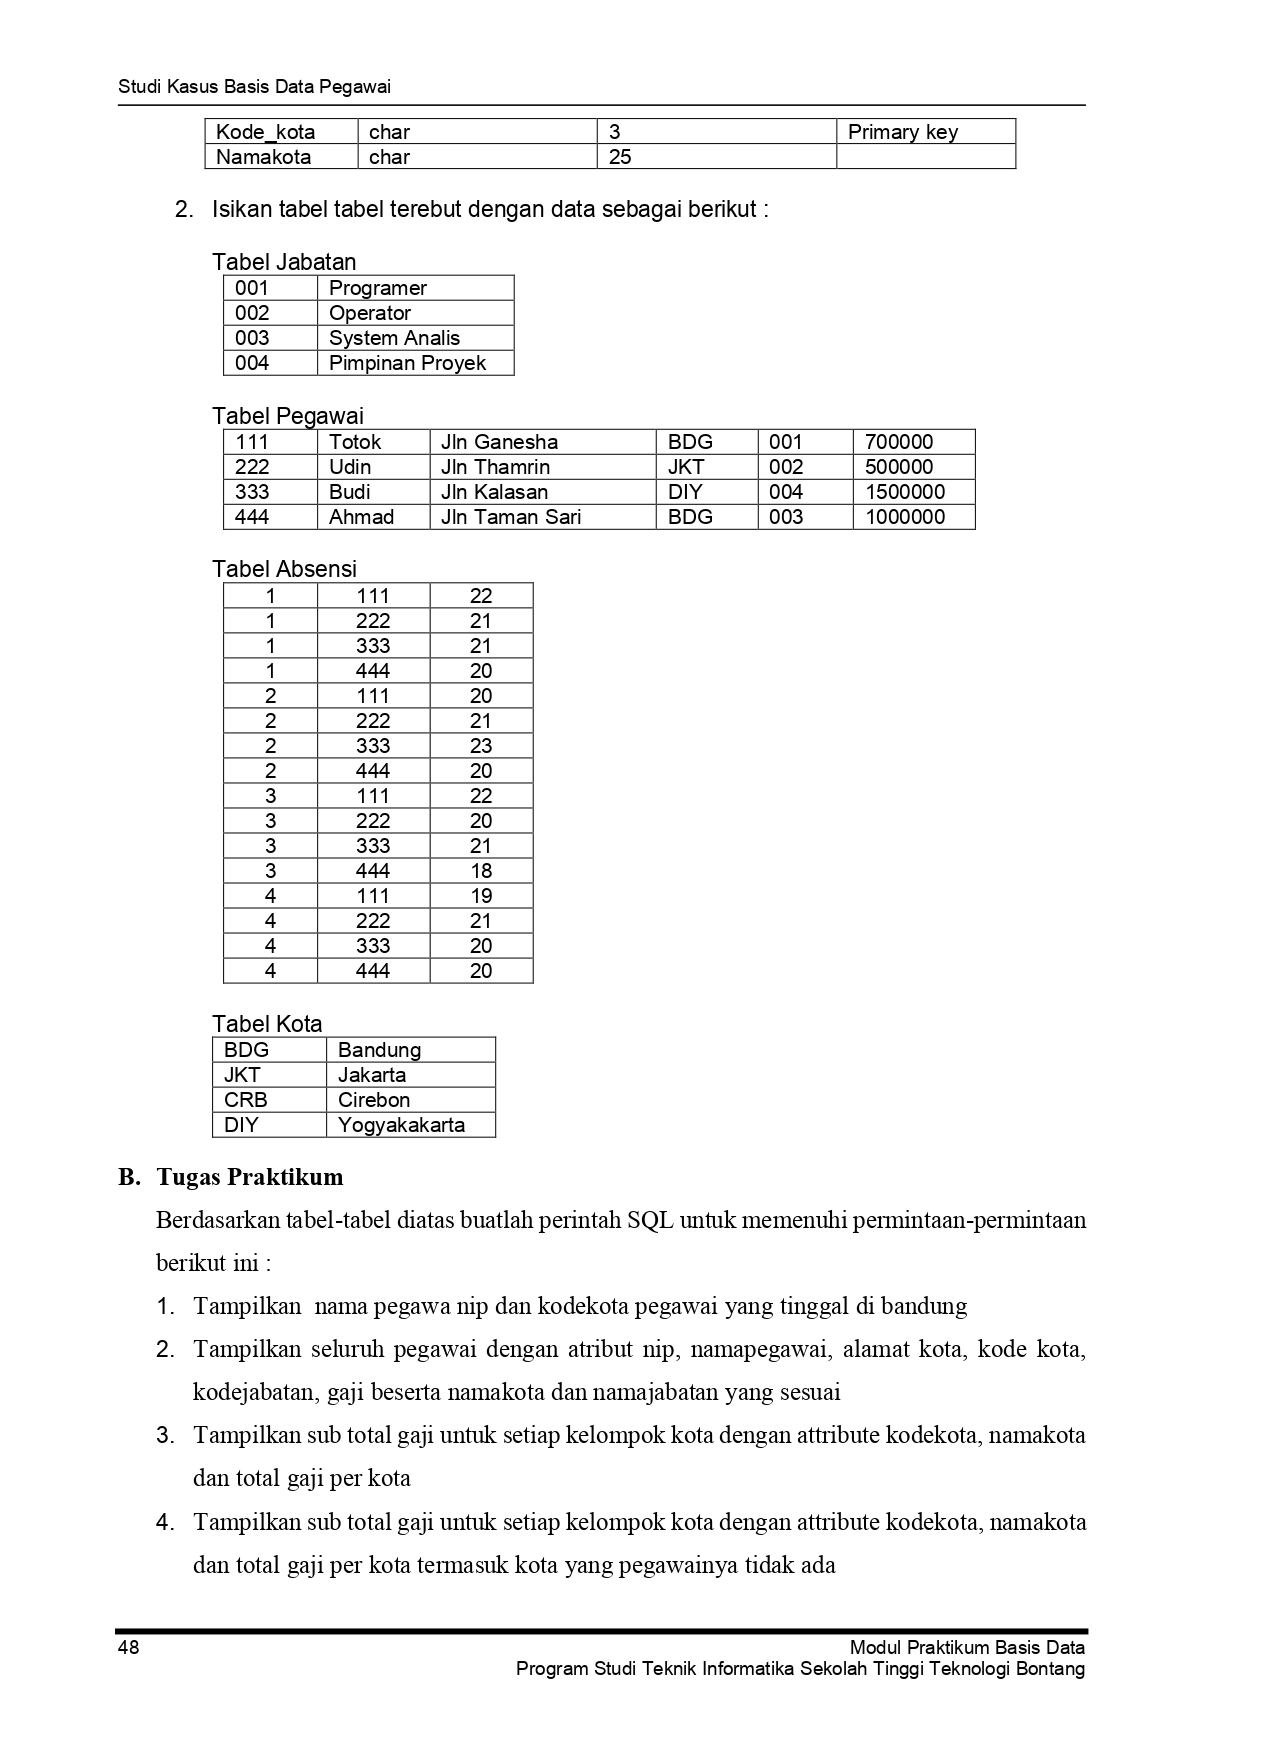 Studi Kasus Basis Data Pegawai
Kode_kota char 3 Primary key
Namakota char 25
2. Isikan tabel tabel terebut dengan data sebagai berikut :
Tabel Jabatan
001 Programer
002 Operator
003 System Analis
004 Pimpinan Proyek
Tabel Pegawai
111 Totok Jln Ganesha BDG 001 700000
222 Udin Jln Thamrin JKT 002 500000
333 Budi Jln Kalasan DIY 004 1500000
444 Ahmad Jln Taman Sari BDG 003 1000000
Tabel Absensi
1 111 22
1 222 21
1 333 21
1 444 20
2 111 20
2 222 21
2 333 23
2 444 20
3 111 22
3 222 20
3 333 21
3 444 18
4 111 19
4 222 21
4 333 20
4 444 20
Tabel Kota
BDG Bandung
JKT Jakarta
CRB Cirebon
DIY Yogyakakarta
B. Tugas Praktikum
Berdasarkan tabel-tabel diatas buatlah perintah SQL untuk memenuhi permintaan-permintaan
berikut ini :
1. Tampilkan nama pegawa nip dan kodekota pegawai yang tinggal di bandung
2. Tampilkan seluruh pegawai dengan atribut nip, namapegawai, alamat kota, kode kota,
kodejabatan, gaji beserta namakota dan namajabatan yang sesuai
3. Tampilkan sub total gaji untuk setiap kelompok kota dengan attribute kodekota, namakota
dan total gaji per kota
4. Tampilkan sub total gaji untuk setiap kelompok kota dengan attribute kodekota, namakota
dan total gaji per kota termasuk kota yang pegawainya tidak ada
48 Modul Praktikum Basis Data
Program Studi Teknik Informatika Sekolah Tinggi Teknologi Bontang